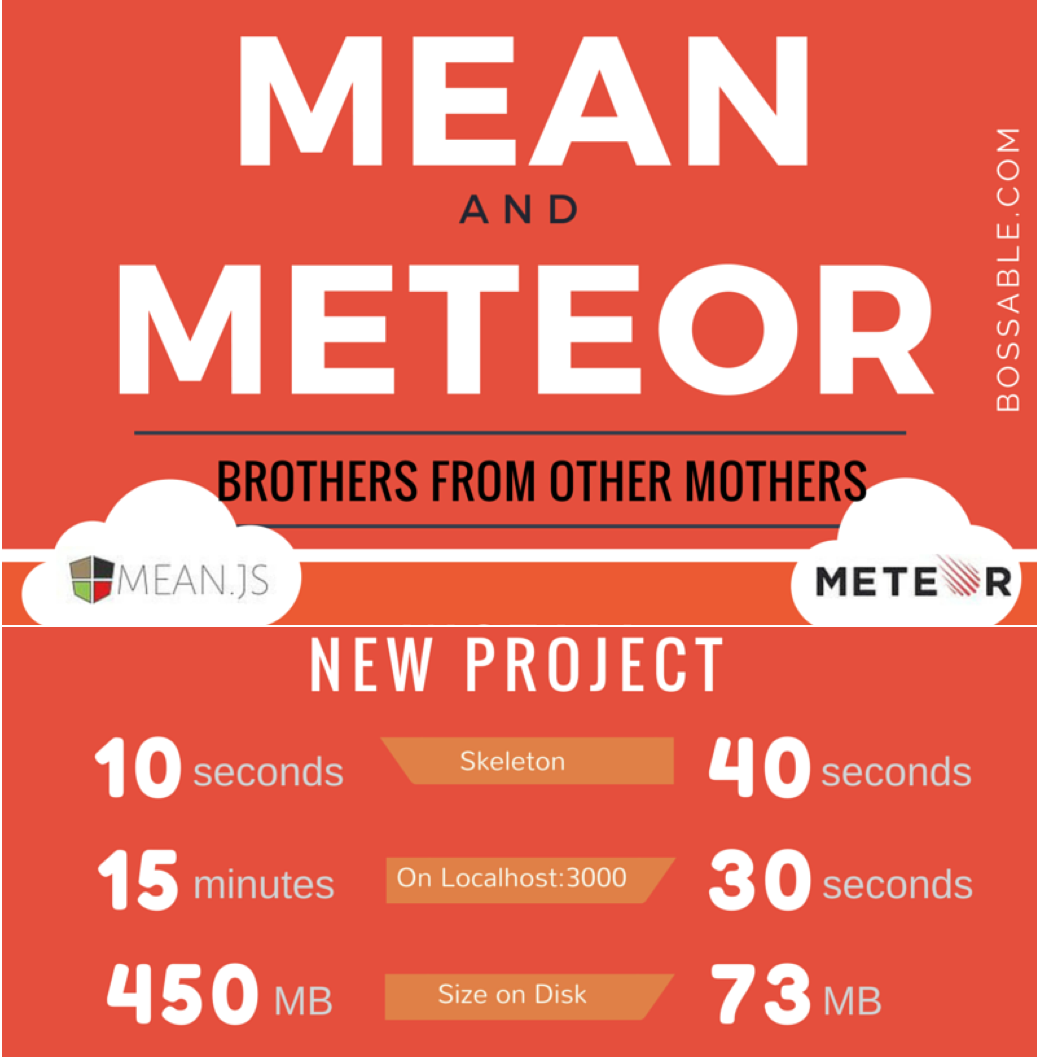 MEAN
AND
METEOR
BOSSABLE.COM
BROTHERS FROM OTHER MOTHERS
MEAN.JS
METEOR
NEW PROJECT
10 seconds Skeleton 40 seconds
15 minutes On Localhost:3000 30 seconds
450 MB Size on Disk 73 MB